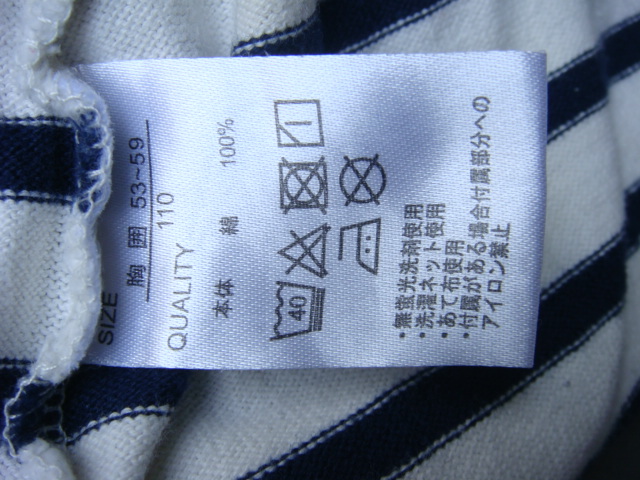 SIZE
胸囲 53~59
110
QUALITY
本体 綿 100%
40
・無蛍光洗剤使用
・洗濯ネット使用
・あて布使用
・付属がある場合付属部分への
アイロン禁止